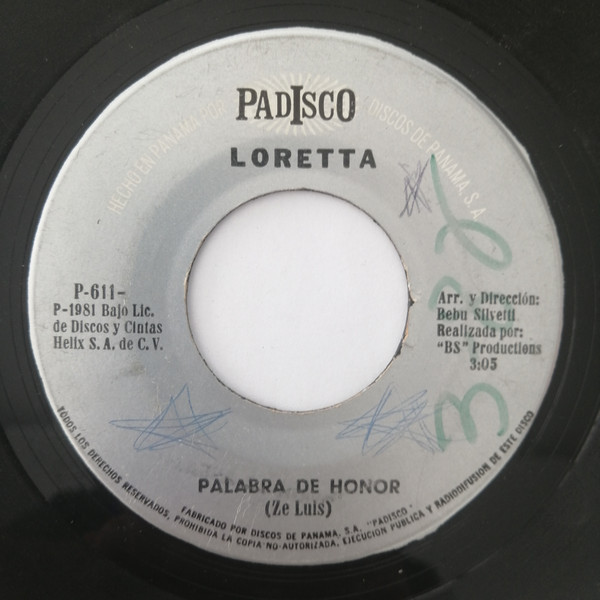 HECHO EN PANAMA POR
DISCOS DE PANAMA, S.A.
PADISCO
LORETTA
P-611-
P-1981 Bajo Lic.
de Discos y Cintas
Helix S.A. de C.V.
Arr. y Dirección:
Bebu Silvetti
Realizada por:
"BS" Productions
3:05
PALABRA DE HONOR
(Ze Luis)
TODOS LOS DERECHOS RESERVADOS, FABRICADO POR DISCOS DE PANAMA, S.A. "PADISCO"
PROHIBIDA LA COPIA NO-AUTORIZADA, EJECUCION PUBLICA Y RADIODIFUSION DE ESTE DISCO